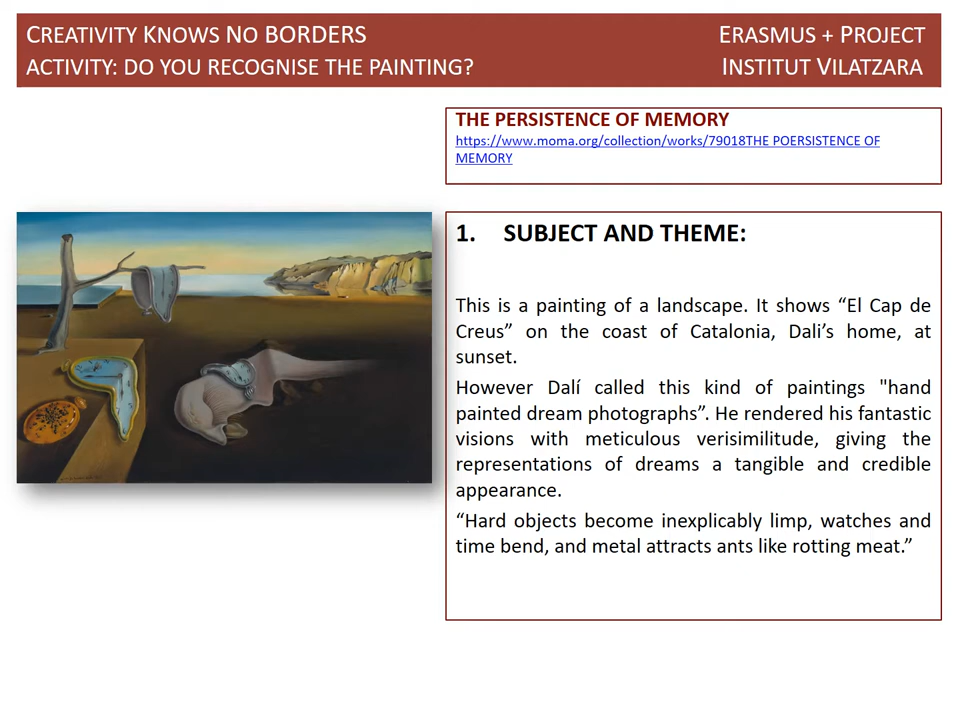 CREATIVITY KNOWS NO BORDERS
ERASMUS + PROJECT
ACTIVITY: DO YOU RECOGNISE THE PAINTING?
INSTITUT VILATZARA
THE PERSISTENCE OF MEMORY
https://www.moma.org/collection/works/79018THE POERSISTENCE OF
MEMORY
1. SUBJECT AND THEME:
This is a painting of a landscape. It shows “El Cap de
Creus” on the coast of Catalonia, Dali’s home, at
sunset.
However Dalí called this kind of paintings "hand
painted dream photographs”. He rendered his fantastic
visions with meticulous verisimilitude, giving the
representations of dreams a tangible and credible
appearance.
“Hard objects become inexplicably limp, watches and
time bend, and metal attracts ants like rotting meat.”